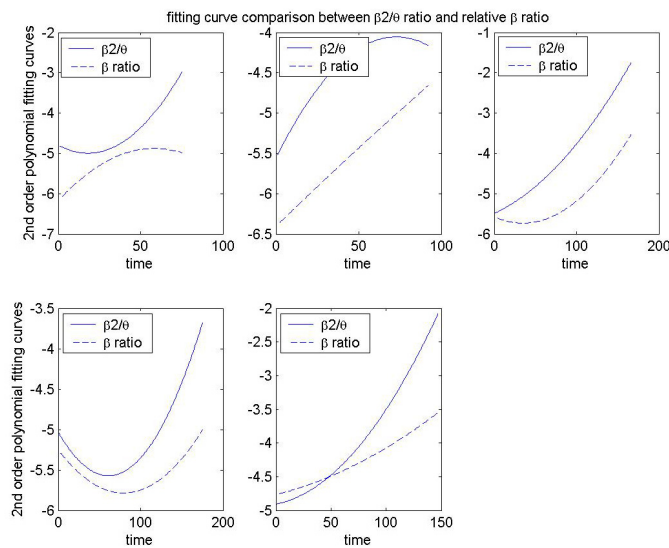 fitting curve comparison between β2/θ ratio and relative β ratio
2nd order polynomial fitting curves
-2
-3
-4
-5
-6
-7
0
50
100
time
β2/θ
β ratio
-4
-4.5
-5
-5.5
-6
-6.5
0
50
100
time
β2/θ
β ratio
-1
-2
-3
-4
-5
-6
0
100
200
time
β2/θ
β ratio
2nd order polynomial fitting curves
-3.5
-4
-4.5
-5
-5.5
-6
0
100
200
time
β2/θ
β ratio
-2
-2.5
-3
-3.5
-4
-4.5
-5
0
50
100
150
time
β2/θ
β ratio